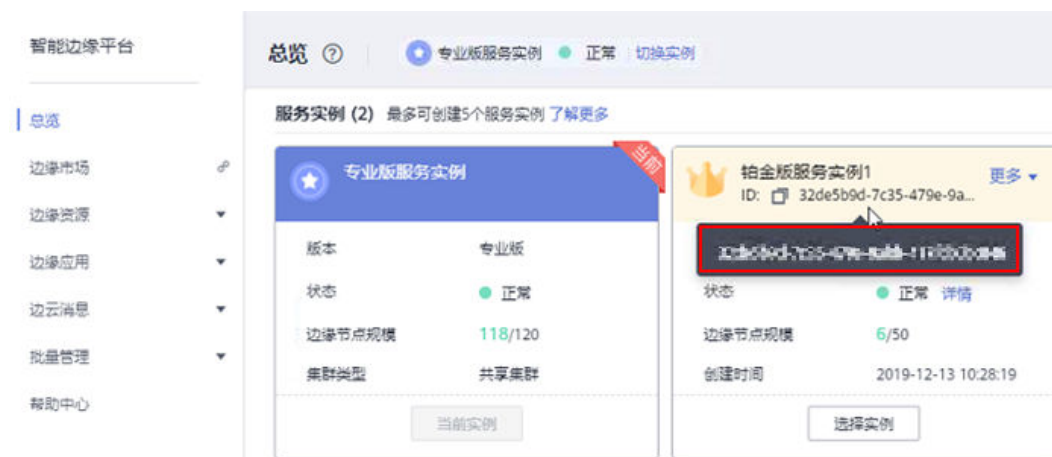 智能边缘平台
总览
边缘市场
边缘资源
边缘应用
边云消息
批量管理
帮助中心
总览 ? 专业版服务实例 正常 切换实例
服务实例 (2) 最多可创建5个服务实例 了解更多
专业版服务实例
当前
版本 专业版
状态 正常
边缘节点规模 118/120
集群类型 共享集群
当前实例
铂金版服务实例1 更多
ID: 32de5b9d-7c35-479e-9a...
状态 正常 详情
边缘节点规模 6/50
创建时间 2019-12-13 10:28:19
选择实例